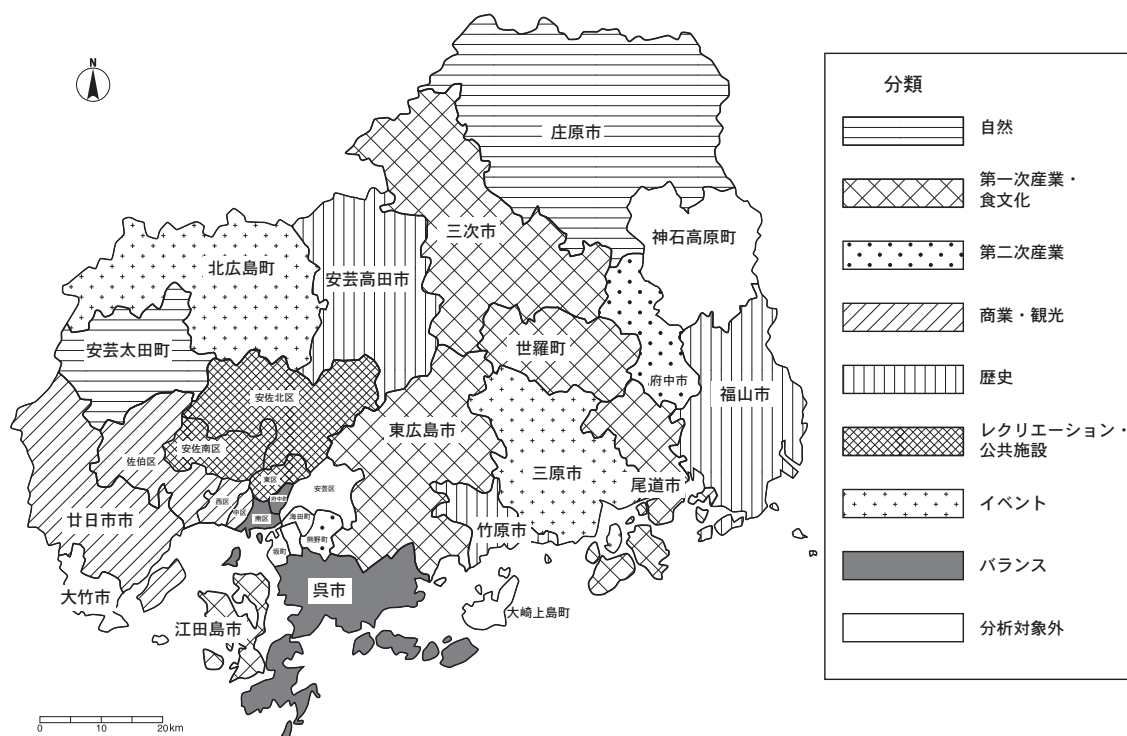 N
庄原市
三次市
神石高原町
北広島町
安芸高田市
安芸太田町
世羅町
府中市
福山市
安佐北区
東広島市
安佐南区
佐伯区
三原市
東区
安芸区
尾道市
西区
府中町
中区
南区
海田町
廿日市市
竹原市
熊野町
坂町
呉市
大竹市
大崎上島町
江田島市
0 10 20km
分類
自然
第一次産業・
食文化
第二次産業
商業・観光
歴史
レクリエーション・
公共施設
イベント
バランス
分析対象外